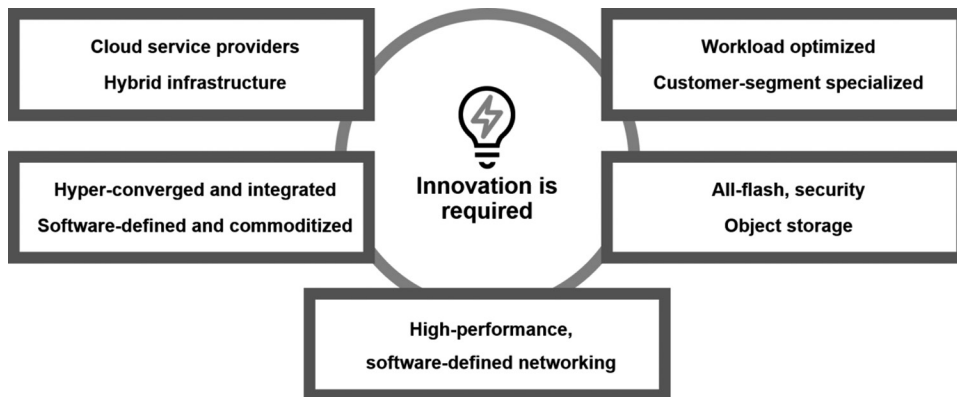 Cloud service providers
Hybrid infrastructure
Workload optimized
Customer-segment specialized
Innovation is
required
Hyper-converged and integrated
Software-defined and commoditized
All-flash, security
Object storage
High-performance,
software-defined networking